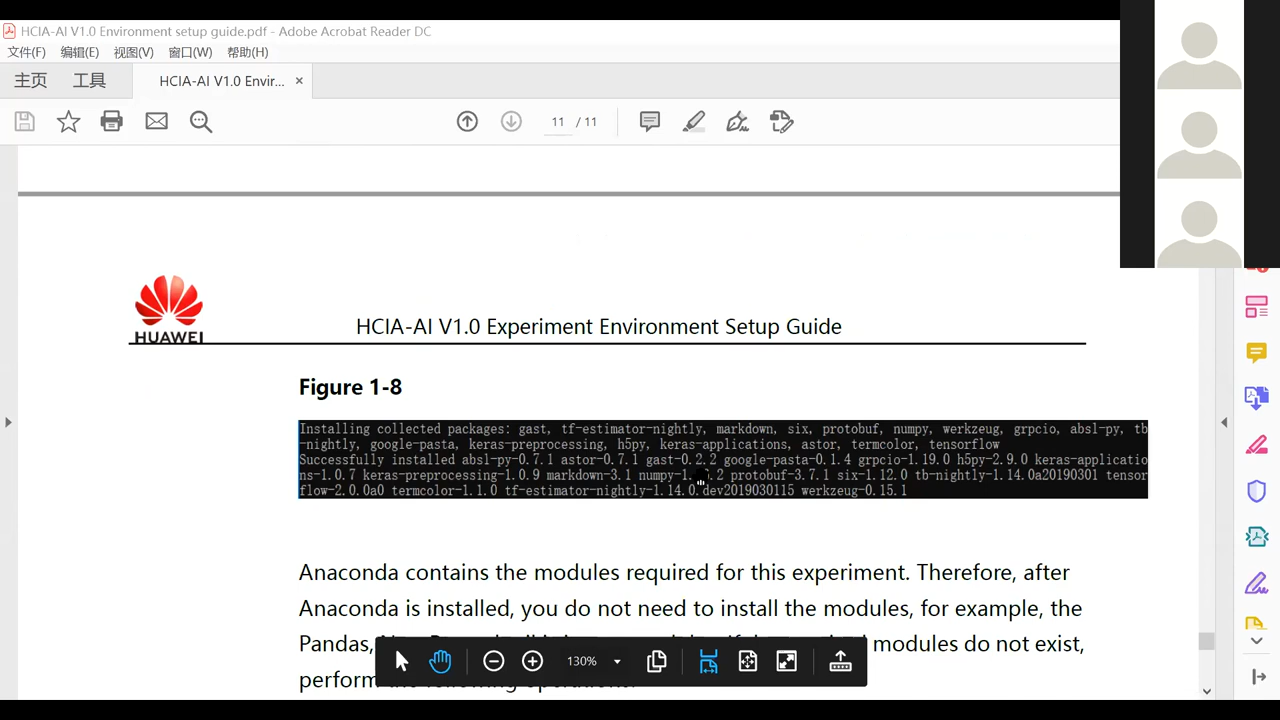 HCIA-AI V1.0 Environment setup guide.pdf - Adobe Acrobat Reader DC
文件(F) 编辑(E) 视图(V) 窗口(W) 帮助(H)
主页 工具 HCIA-AI V1.0 Envir... ×
11 / 11
HUAWEI
HCIA-AI V1.0 Experiment Environment Setup Guide
Figure 1-8
Installing collected packages: gast, tf-estimator-nightly, markdown, six, protobuf, numpy, werkzeug, grpcio, absl-py, tb
-nightly, google-pasta, keras-preprocessing, h5py, keras-applications, astor, termcolor, tensorflow
Successfully installed absl-py-0.7.1 astor-0.7.1 gast-0.2.2 google-pasta-0.1.4 grpcio-1.19.0 h5py-2.9.0 keras-applicatio
ns-1.0.7 keras-preprocessing-1.0.9 markdown-3.1 numpy-1. .2 protobuf-3.7.1 six-1.12.0 tb-nightly-1.14.0a20190301 tensor
flow-2.0.0a0 termcolor-1.1.0 tf-estimator-nightly-1.14.0.dev2019030115 werkzeug-0.15.1
Anaconda contains the modules required for this experiment. Therefore, after
Anaconda is installed, you do not need to install the modules, for example, the
Pandas, modules do not exist,
perform
130%